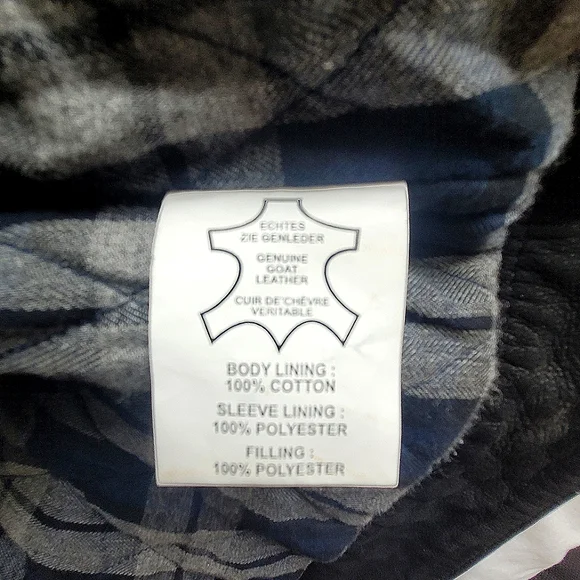 ECHTES
ZIE GENLEDER
GENUINE
GOAT
LEATHER
CUIR DE'CHÈVRE
VERITABLE
BODY LINING :
100% COTTON
SLEEVE LINING :
100% POLYESTER
FILLING :
100% POLYESTER